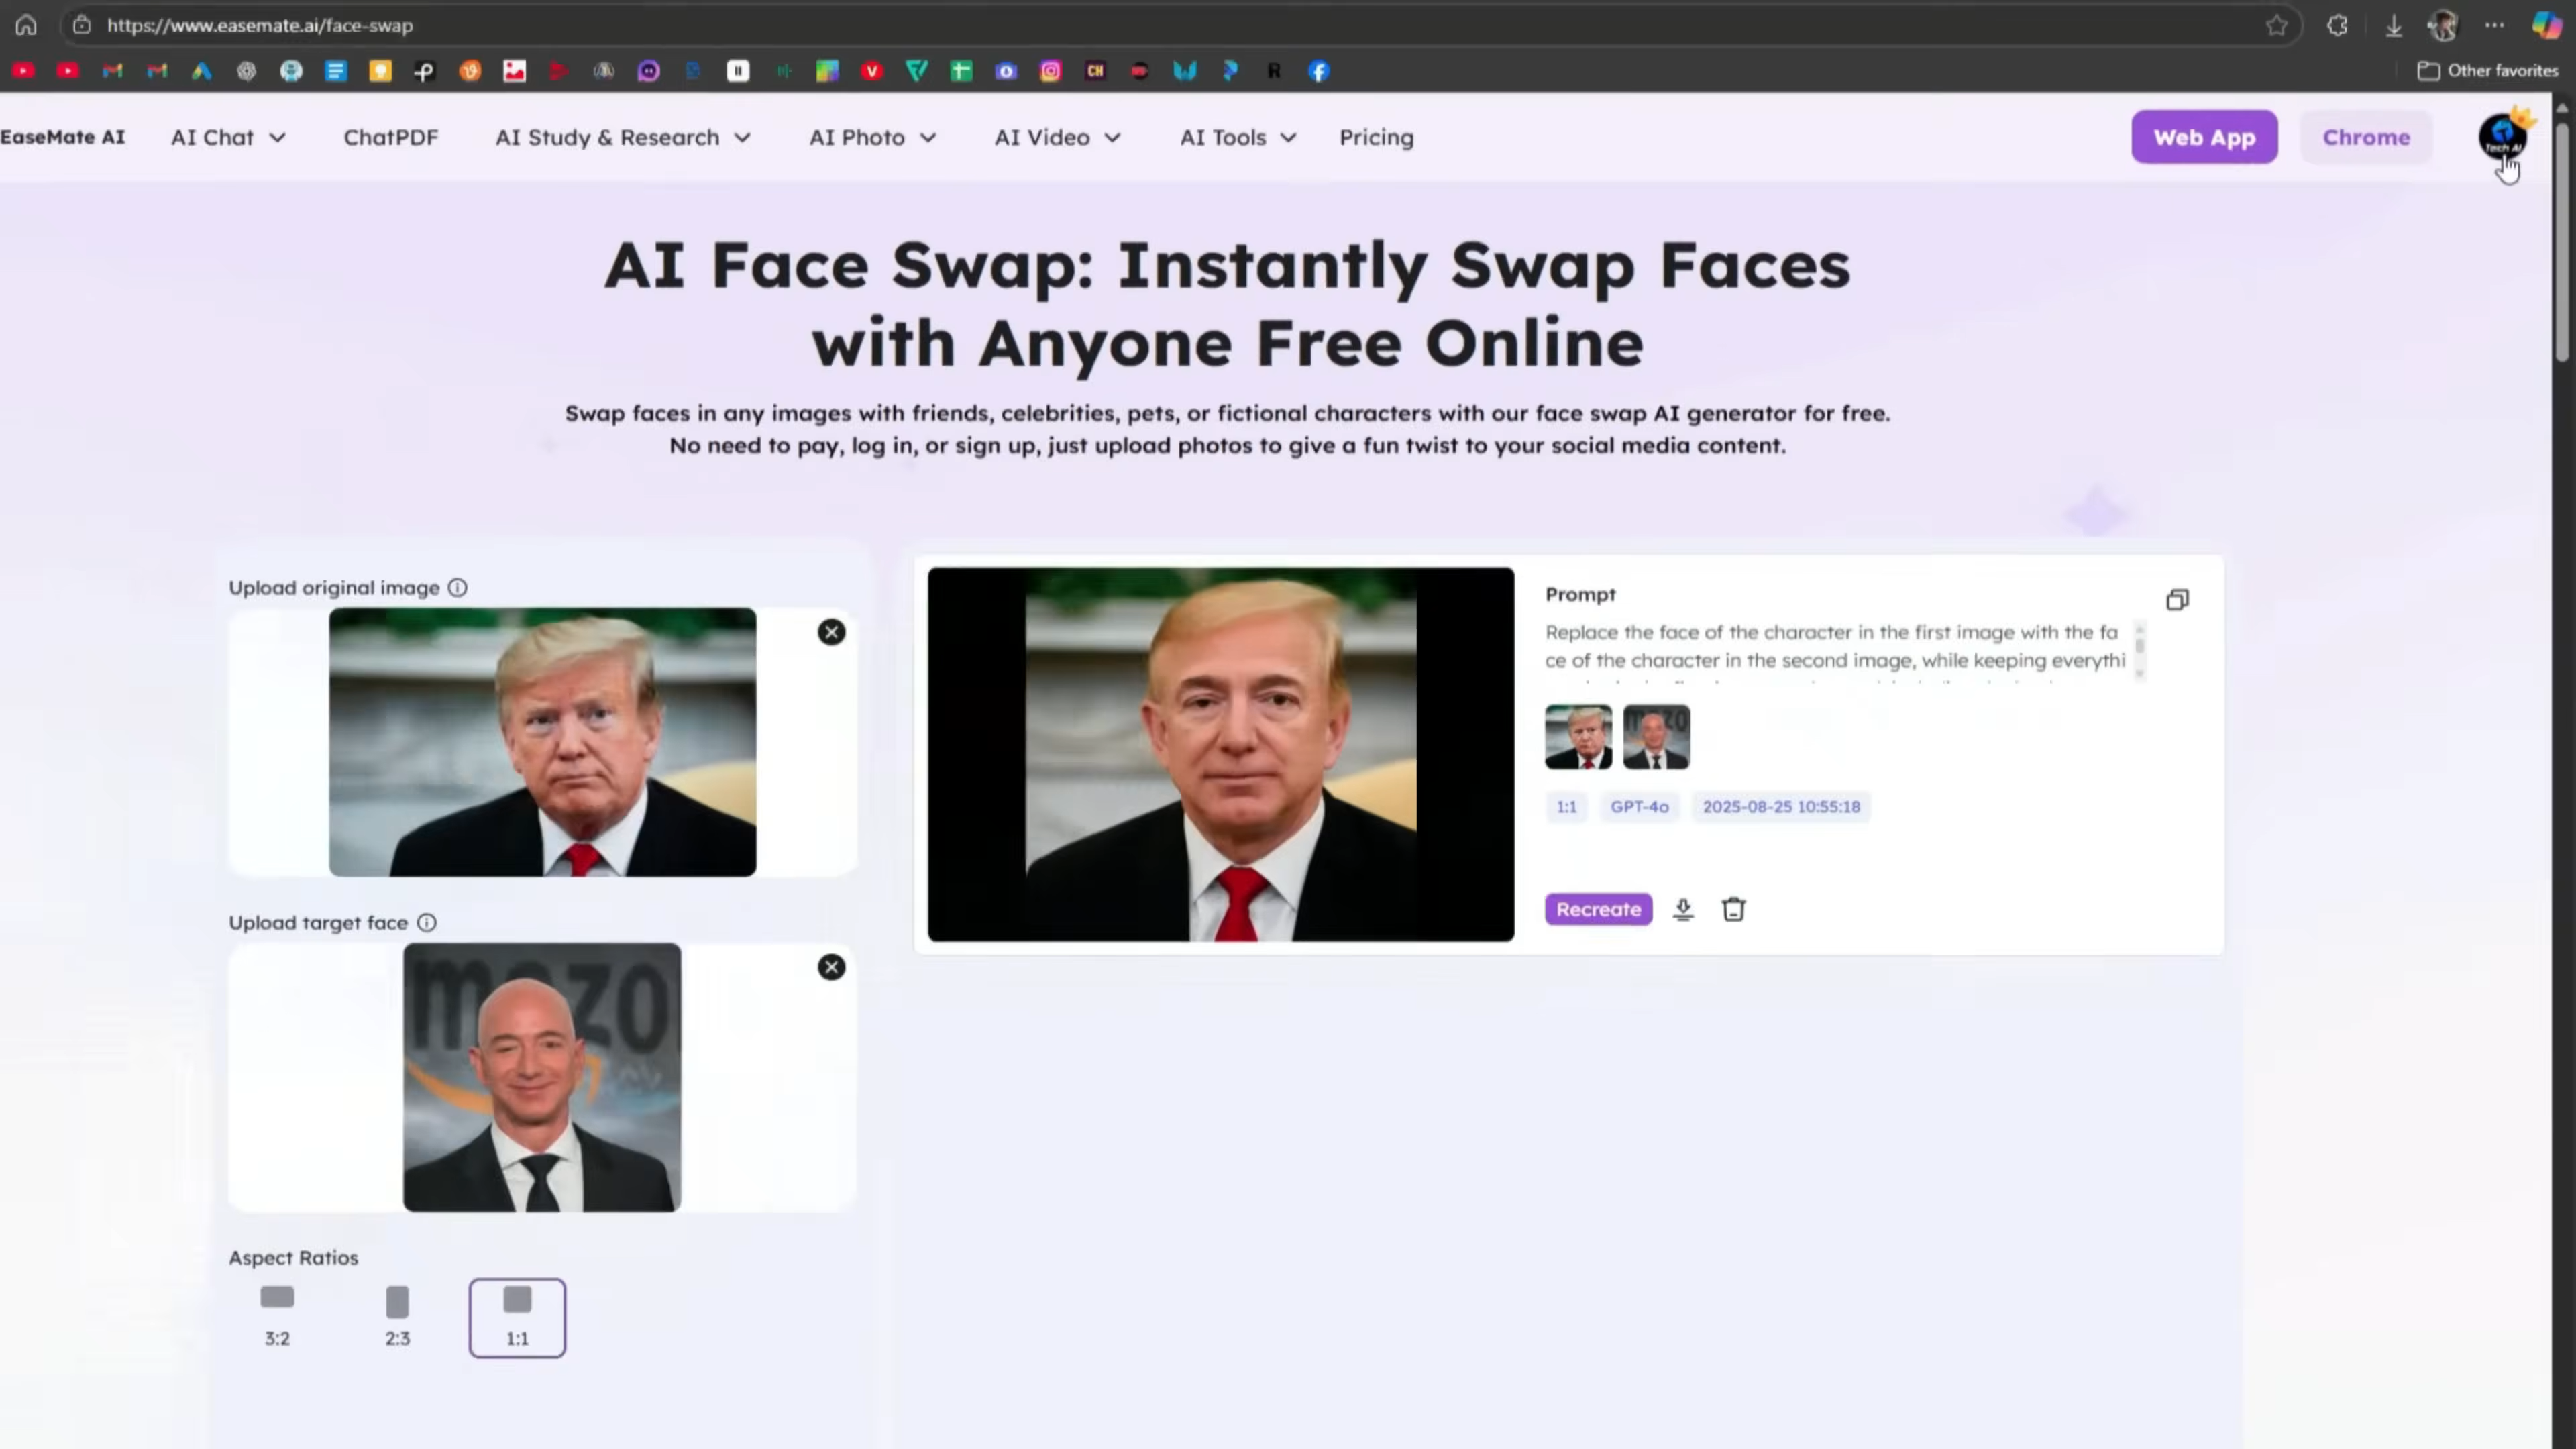 https://www.easemate.ai/face-swap
Other favorites
EaseMate AI
AI Chat
ChatPDF
AI Study & Research
AI Photo
AI Video
AI Tools
Pricing
Web App
Chrome
Tech AI
AI Face Swap: Instantly Swap Faces
with Anyone Free Online
Swap faces in any images with friends, celebrities, pets, or fictional characters with our face swap AI generator for free.
No need to pay, log in, or sign up, just upload photos to give a fun twist to your social media content.
Upload original image
Upload target face
mazo
Aspect Ratios
3:2
2:3
1:1
Prompt
Replace the face of the character in the first image with the fa
ce of the character in the second image, while keeping everythi
1:1
GPT-4o
2025-08-25 10:55:18
Recreate